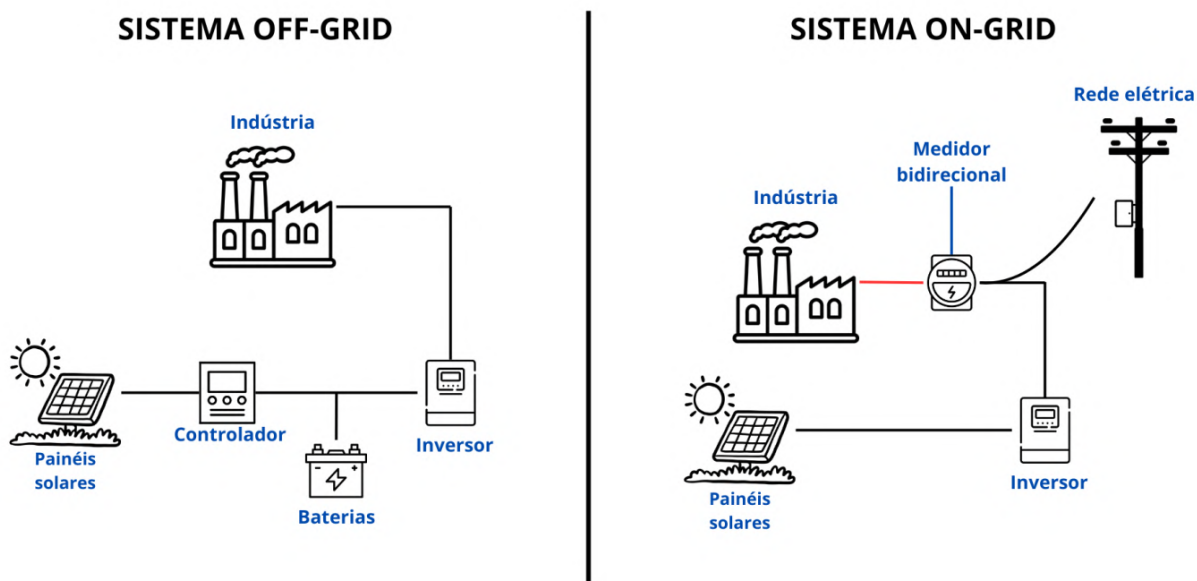 SISTEMA OFF-GRID
Indústria
Controlador
Painéis
solares
Baterias
Inversor
SISTEMA ON-GRID
Rede elétrica
Medidor
bidirecional
Indústria
Painéis
solares
Inversor